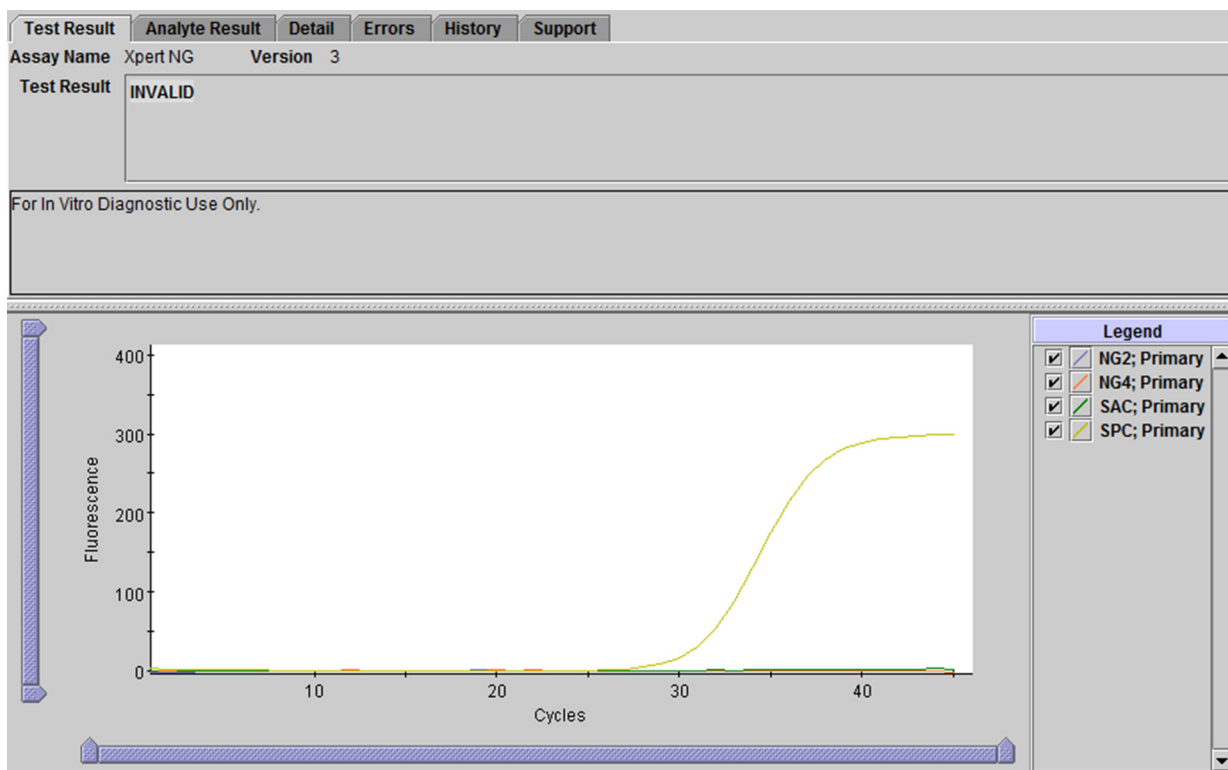 Test Result Analyte Result Detail Errors History Support
Assay Name Xpert NG Version 3
Test Result INVALID
For In Vitro Diagnostic Use Only.
Legend
NG2; Primary
NG4; Primary
SAC; Primary
SPC; Primary
400
300
200
100
0
Fluorescence
10 20 30 40
Cycles